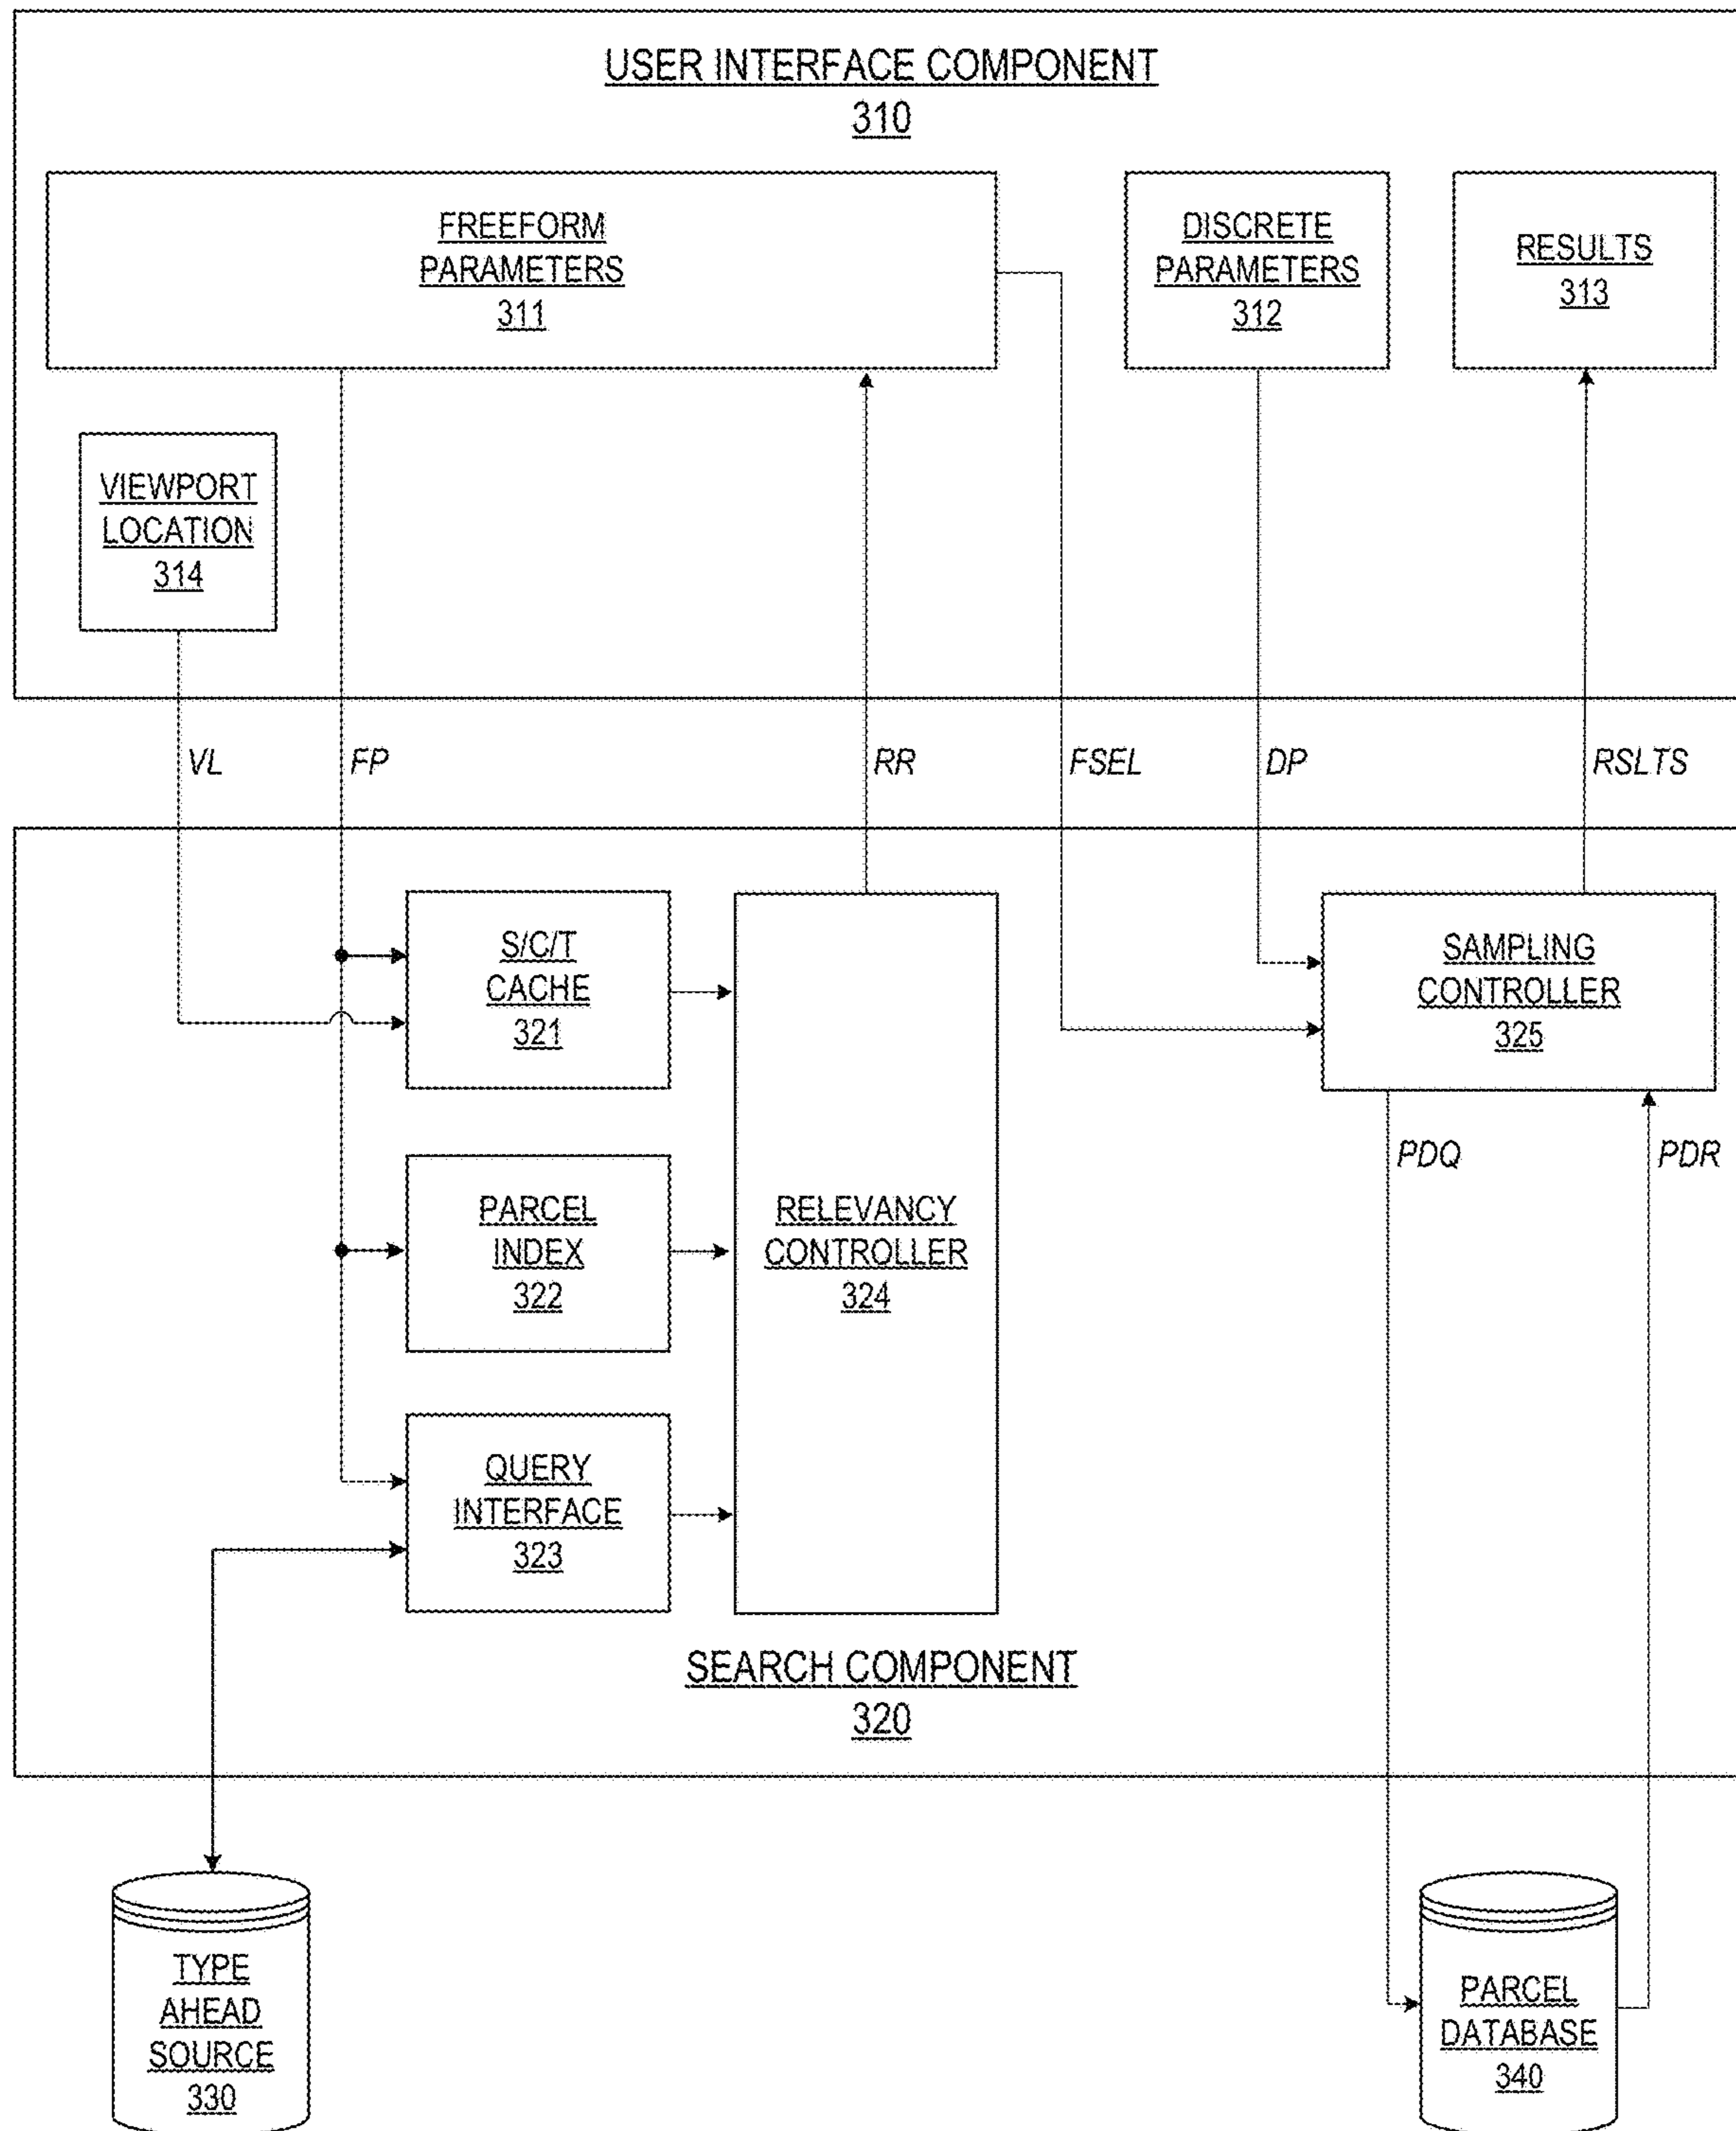 USER INTERFACE COMPONENT
310
FREEFORM
PARAMETERS
311
DISCRETE
PARAMETERS
312
RESULTS
313
VIEWPORT
LOCATION
314
VL
FP
RR
FSEL
DP
RSLTS
S/C/T
CACHE
321
SAMPLING
CONTROLLER
325
PDQ
PDR
PARCEL
INDEX
322
RELEVANCY
CONTROLLER
324
QUERY
INTERFACE
323
SEARCH COMPONENT
320
TYPE
AHEAD
SOURCE
330
PARCEL
DATABASE
340